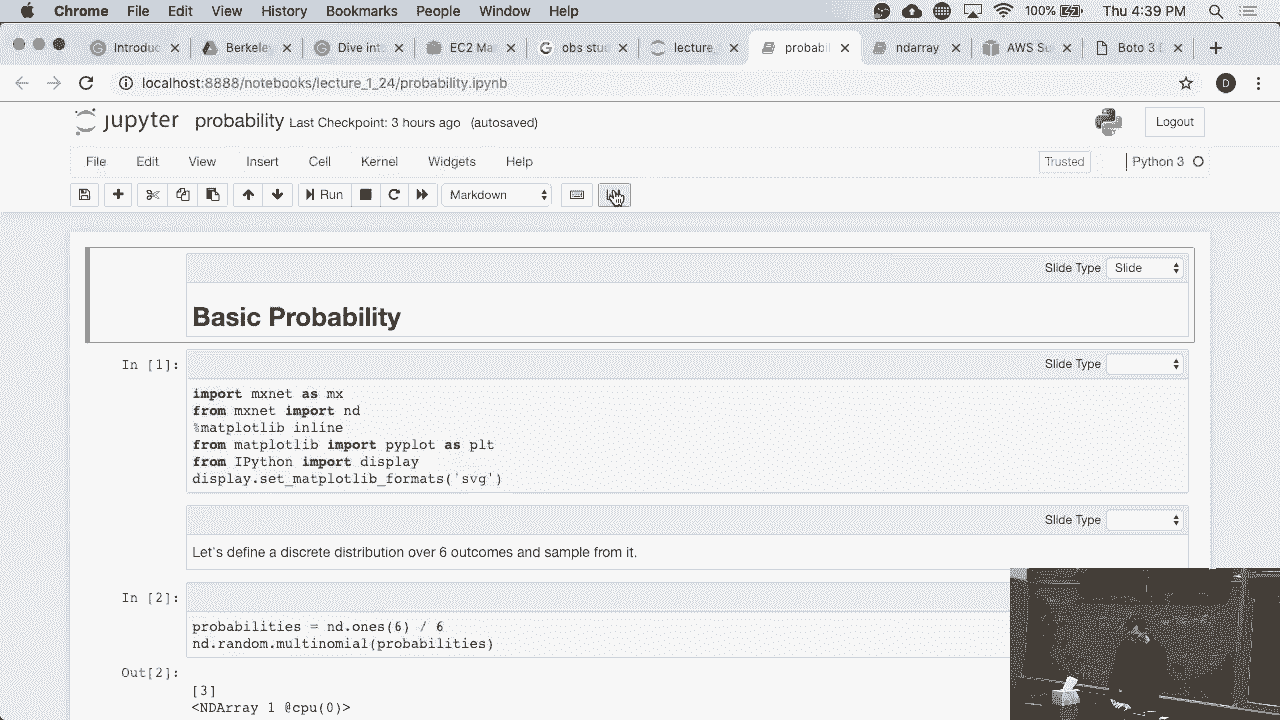 Chrome File Edit View History Bookmarks People Window Help 100% Thu 4:39 PM
Introduc Berkele Dive into EC2 Ma obs stu lecture_ probabil ndarray AWS Su Boto 3
localhost:8888/notebooks/lecture_1_24/probability.ipynb D
jupyter probability Last Checkpoint: 3 hours ago (autosaved) Logout
File Edit View Insert Cell Kernel Widgets Help Trusted Python 3
Run Markdown
Slide Type Slide
Basic Probability
In [1]: Slide Type
import mxnet as mx
from mxnet import nd
%matplotlib inline
from matplotlib import pyplot as plt
from IPython import display
display.set_matplotlib_formats('svg')
Slide Type
Let's define a discrete distribution over 6 outcomes and sample from it.
In [2]:
probabilities = nd.ones(6) / 6
nd.random.multinomial(probabilities)
Out[2]:
[3]
<NDArray 1 @cpu(0)>